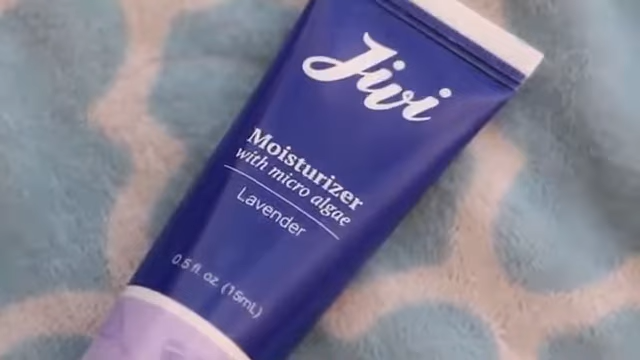 Jivi
Moisturizer
with micro algae
Lavender
0.5 fl. oz. (15mL)